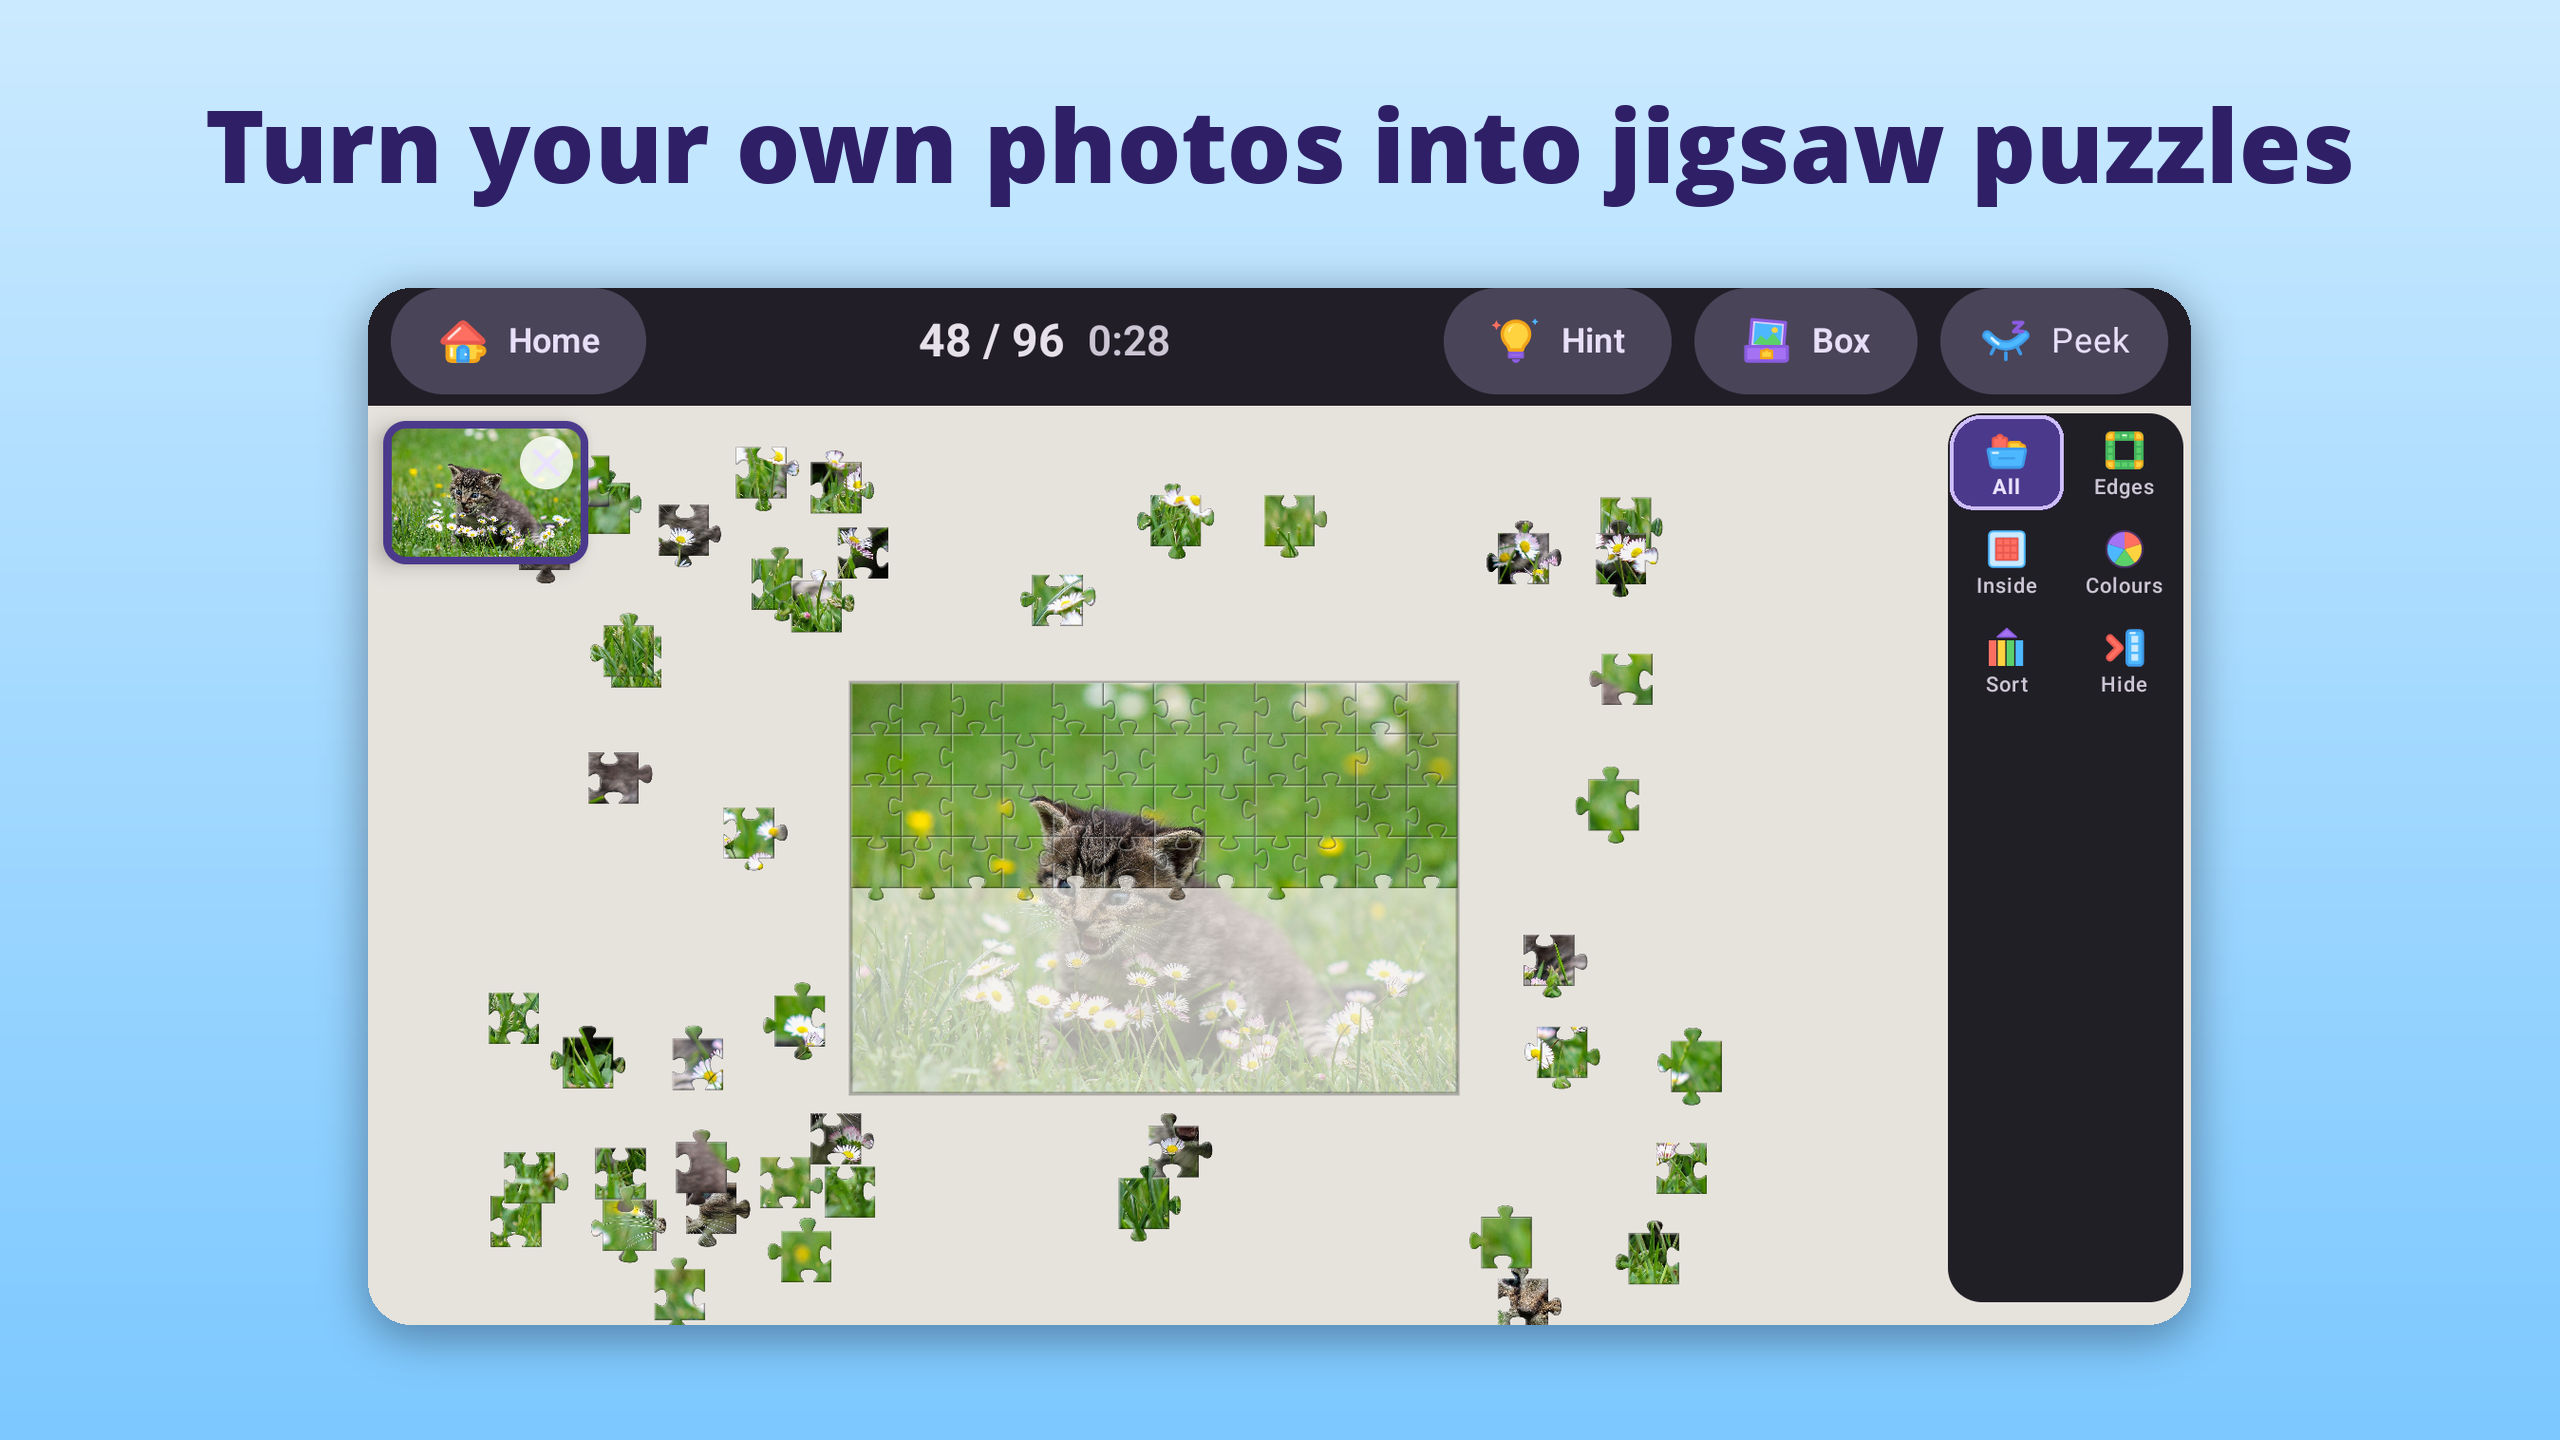 Turn your own photos into jigsaw puzzles
Home
48 / 96 0:28
Hint
Box
Peek
All
Edges
Inside
Colours
Sort
Hide